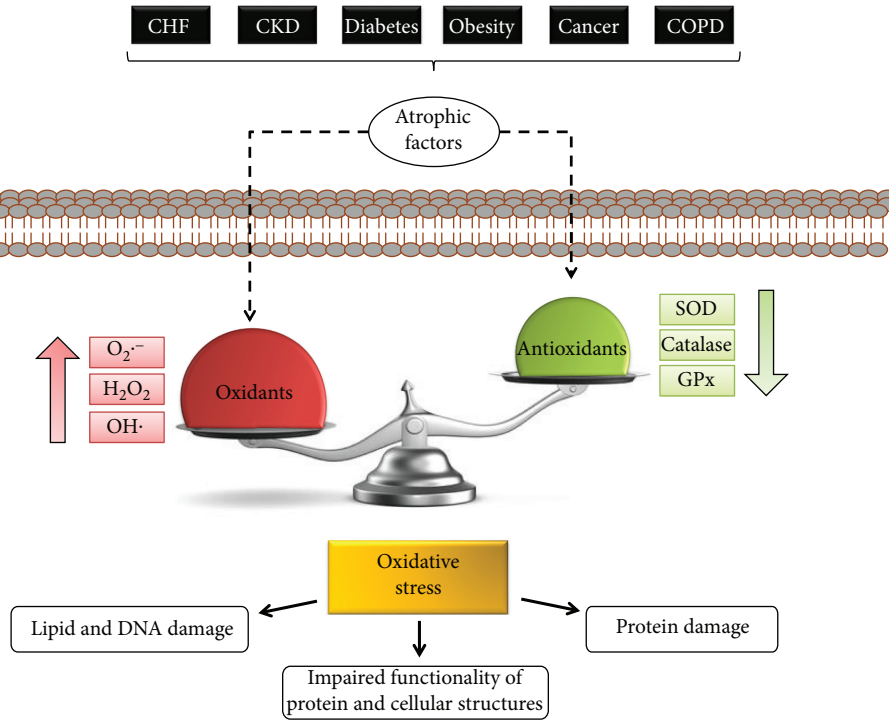 CHF CKD Diabetes Obesity Cancer COPD
Atrophic
factors
SOD
Catalase
GPx
Antioxidants
O₂·⁻
H₂O₂
OH·
Oxidants
Oxidative
stress
Lipid and DNA damage
Protein damage
Impaired functionality of
protein and cellular structures